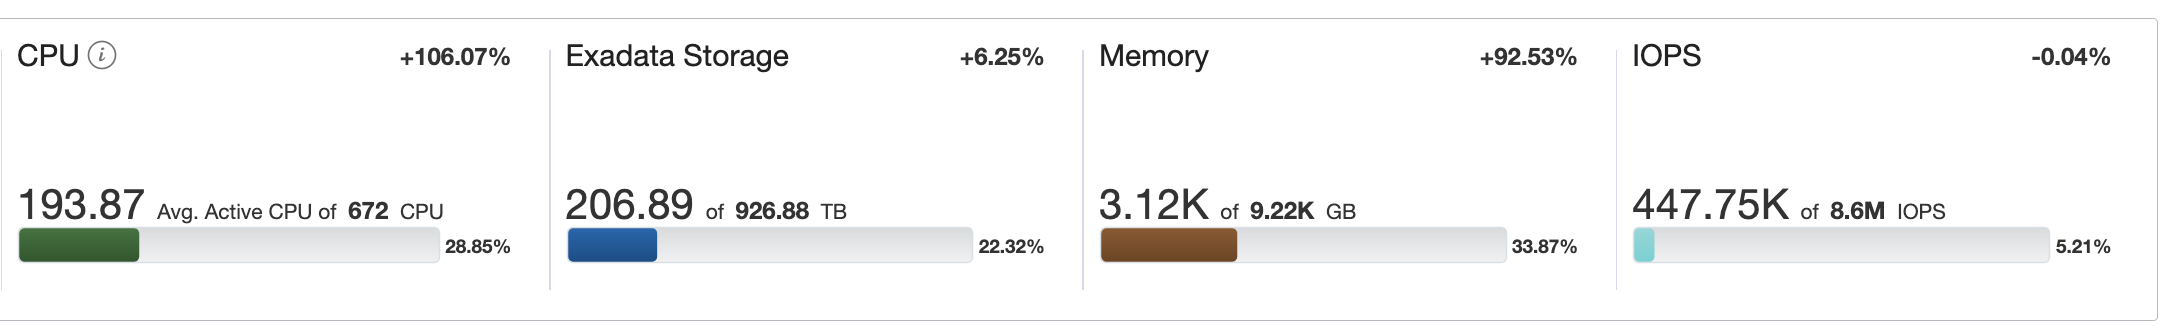 CPU i +106.07%
193.87 Avg. Active CPU of 672 CPU
28.85%
Exadata Storage +6.25%
206.89 of 926.88 TB
22.32%
Memory +92.53%
3.12K of 9.22K GB
33.87%
IOPS -0.04%
447.75K of 8.6M IOPS
5.21%